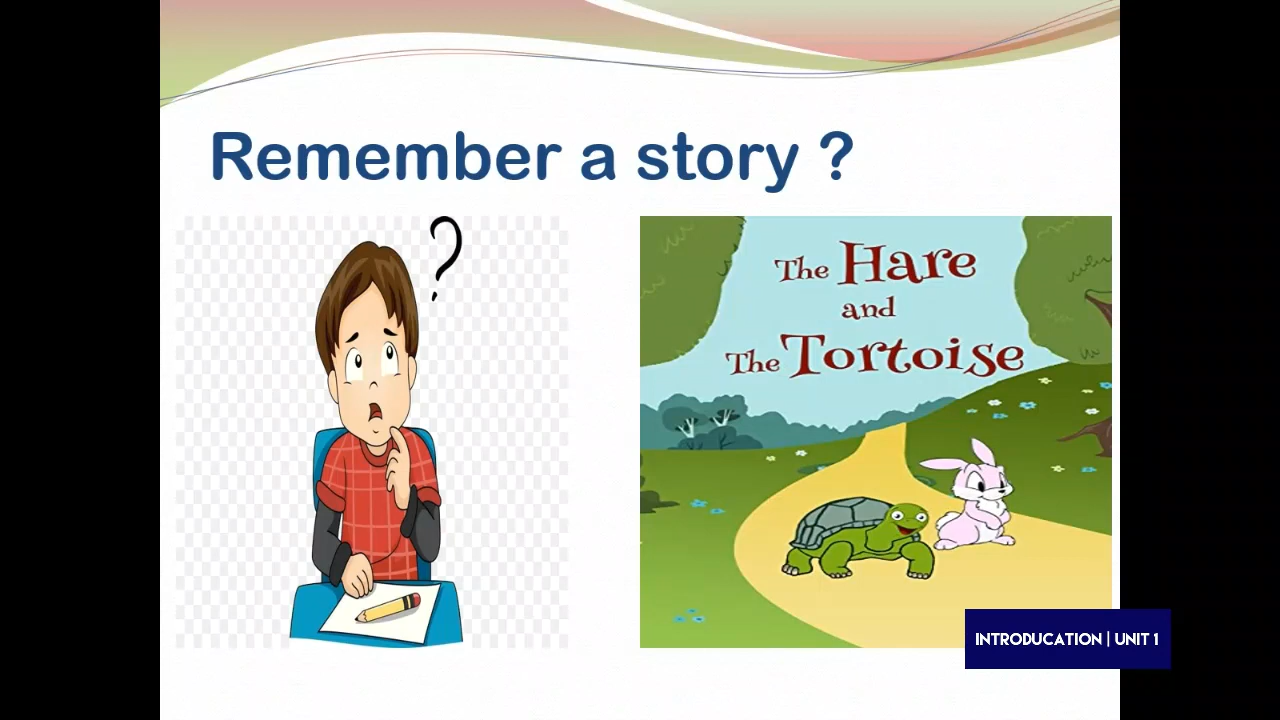 Remember a story ?
?
The Hare
and
The Tortoise
INTRODUCATION | UNIT 1